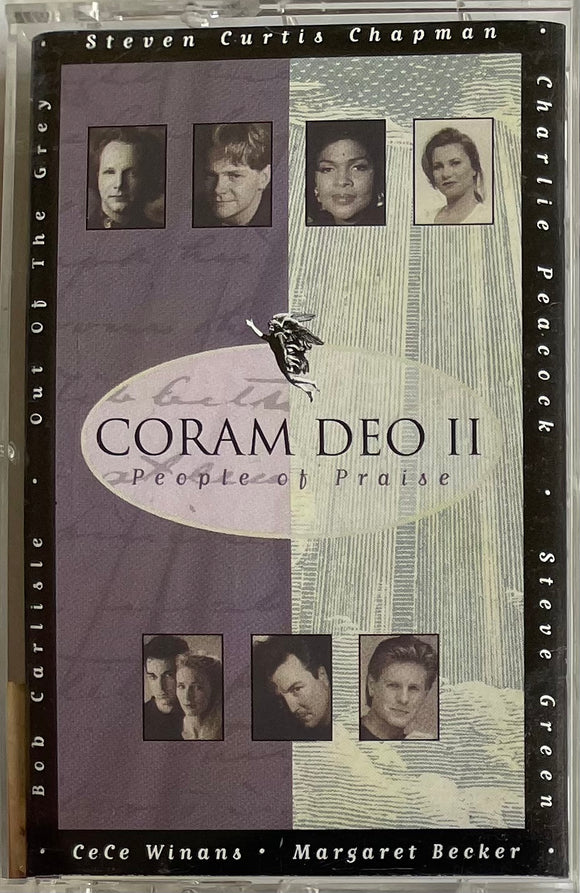 Steven Curtis Chapman
Charlie Peacock
Steve Green
Out Of The Grey
Bob Carlisle
CORAM DEO II
People of Praise
CeCe Winans · Margaret Becker